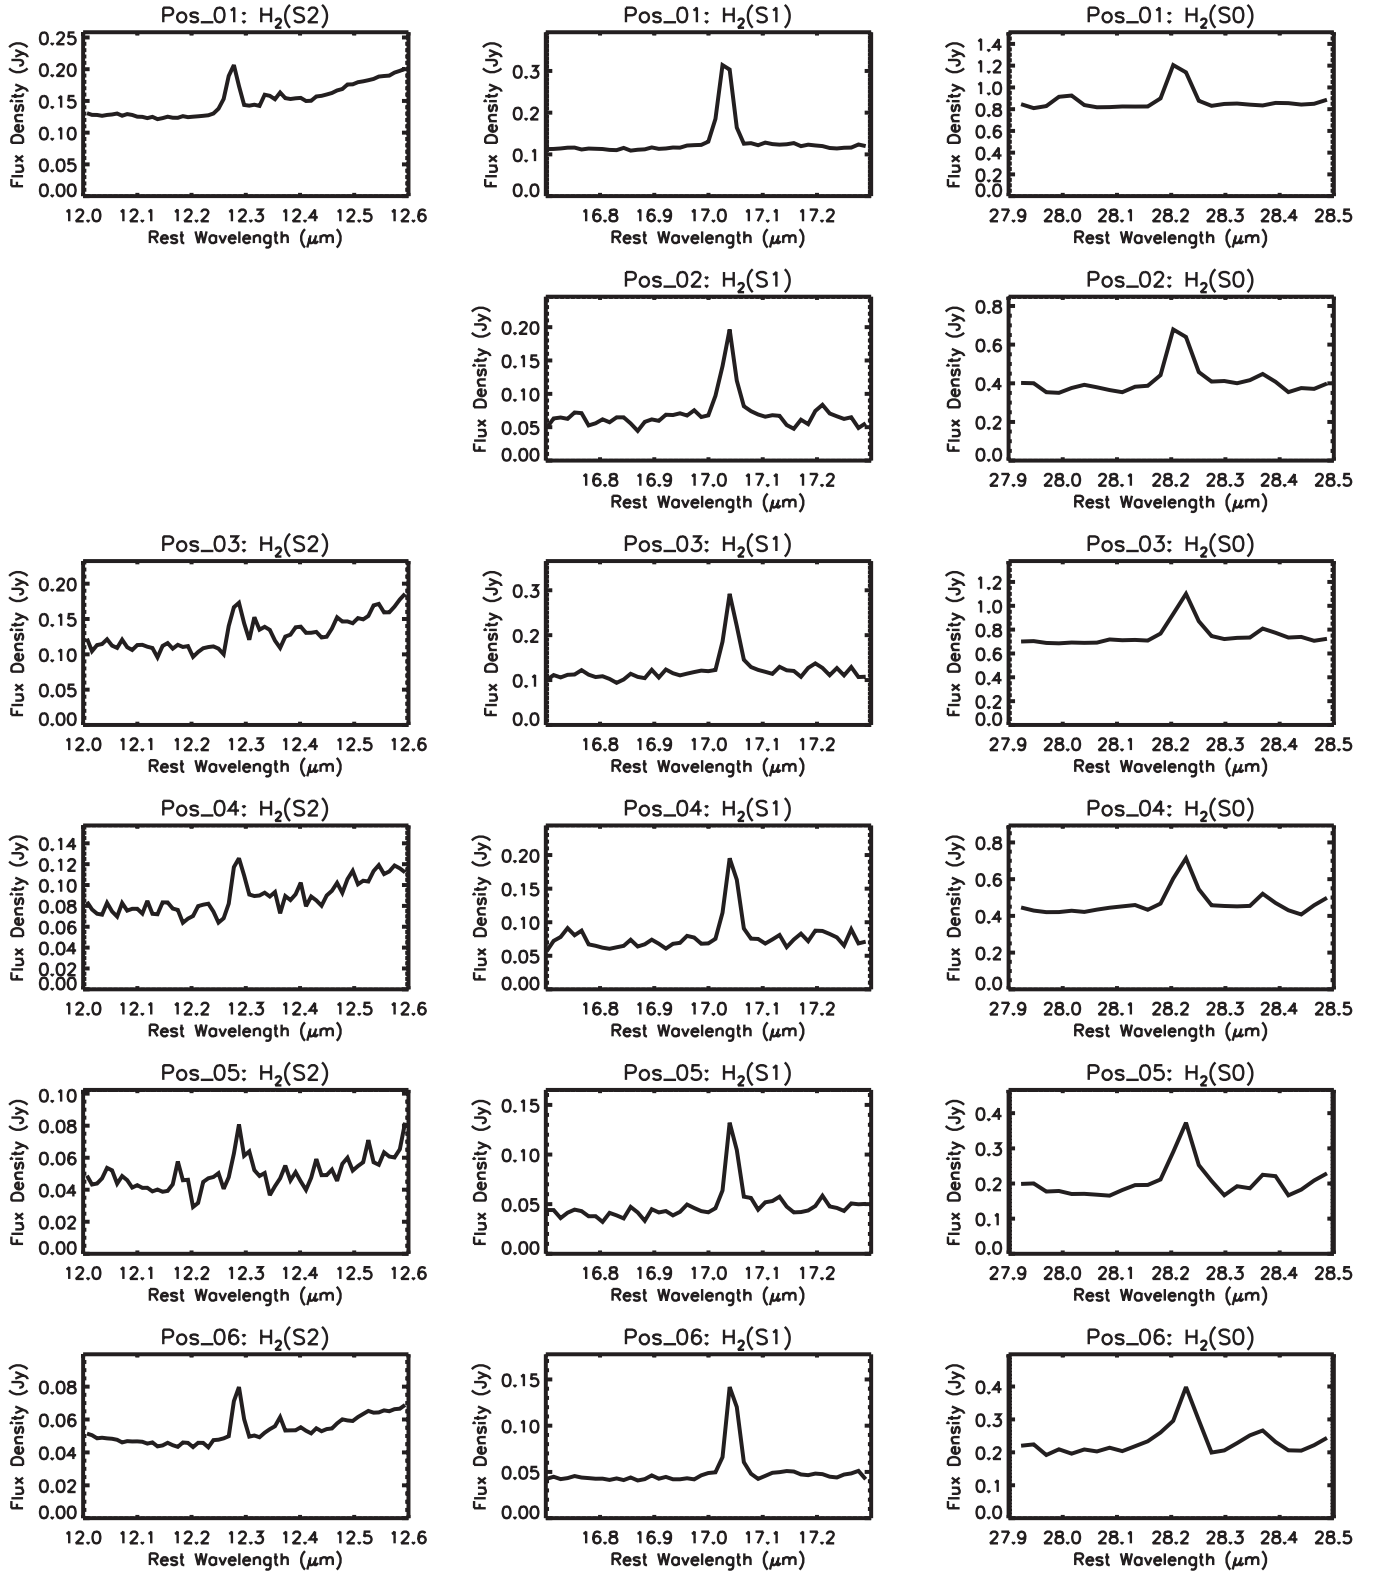 Pos_01: H₂(S2)
Flux Density (Jy)
0.25
0.20
0.15
0.10
0.05
0.00
12.0 12.1 12.2 12.3 12.4 12.5 12.6
Rest Wavelength (μm)
Pos_01: H₂(S1)
Flux Density (Jy)
0.3
0.2
0.1
0.0
16.8 16.9 17.0 17.1 17.2
Rest Wavelength (μm)
Pos_01: H₂(S0)
Flux Density (Jy)
1.4
1.2
1.0
0.8
0.6
0.4
0.2
0.0
27.9 28.0 28.1 28.2 28.3 28.4 28.5
Rest Wavelength (μm)
Pos_02: H₂(S1)
Flux Density (Jy)
0.20
0.15
0.10
0.05
0.00
16.8 16.9 17.0 17.1 17.2
Rest Wavelength (μm)
Pos_02: H₂(S0)
Flux Density (Jy)
0.8
0.6
0.4
0.2
0.0
27.9 28.0 28.1 28.2 28.3 28.4 28.5
Rest Wavelength (μm)
Pos_03: H₂(S2)
Flux Density (Jy)
0.20
0.15
0.10
0.05
0.00
12.0 12.1 12.2 12.3 12.4 12.5 12.6
Rest Wavelength (μm)
Pos_03: H₂(S1)
Flux Density (Jy)
0.3
0.2
0.1
0.0
16.8 16.9 17.0 17.1 17.2
Rest Wavelength (μm)
Pos_03: H₂(S0)
Flux Density (Jy)
1.2
1.0
0.8
0.6
0.4
0.2
0.0
27.9 28.0 28.1 28.2 28.3 28.4 28.5
Rest Wavelength (μm)
Pos_04: H₂(S2)
Flux Density (Jy)
0.14
0.12
0.10
0.08
0.06
0.04
0.02
0.00
12.0 12.1 12.2 12.3 12.4 12.5 12.6
Rest Wavelength (μm)
Pos_04: H₂(S1)
Flux Density (Jy)
0.20
0.15
0.10
0.05
0.00
16.8 16.9 17.0 17.1 17.2
Rest Wavelength (μm)
Pos_04: H₂(S0)
Flux Density (Jy)
0.8
0.6
0.4
0.2
0.0
27.9 28.0 28.1 28.2 28.3 28.4 28.5
Rest Wavelength (μm)
Pos_05: H₂(S2)
Flux Density (Jy)
0.10
0.08
0.06
0.04
0.02
0.00
12.0 12.1 12.2 12.3 12.4 12.5 12.6
Rest Wavelength (μm)
Pos_05: H₂(S1)
Flux Density (Jy)
0.15
0.10
0.05
0.00
16.8 16.9 17.0 17.1 17.2
Rest Wavelength (μm)
Pos_05: H₂(S0)
Flux Density (Jy)
0.4
0.3
0.2
0.1
0.0
27.9 28.0 28.1 28.2 28.3 28.4 28.5
Rest Wavelength (μm)
Pos_06: H₂(S2)
Flux Density (Jy)
0.08
0.06
0.04
0.02
0.00
12.0 12.1 12.2 12.3 12.4 12.5 12.6
Rest Wavelength (μm)
Pos_06: H₂(S1)
Flux Density (Jy)
0.15
0.10
0.05
0.00
16.8 16.9 17.0 17.1 17.2
Rest Wavelength (μm)
Pos_06: H₂(S0)
Flux Density (Jy)
0.4
0.3
0.2
0.1
0.0
27.9 28.0 28.1 28.2 28.3 28.4 28.5
Rest Wavelength (μm)